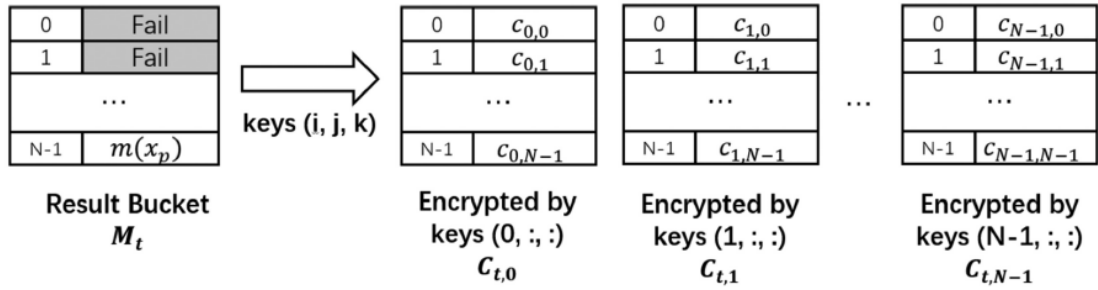 0 Fail 0 c_{0,0} 0 c_{1,0} 0 c_{N-1,0}
1 Fail 1 c_{0,1} 1 c_{1,1} 1 c_{N-1,1}
... ... ... ... ...
keys (i, j, k)
N-1 m(x_p) N-1 c_{0,N-1} N-1 c_{1,N-1} N-1 c_{N-1,N-1}
Result Bucket Encrypted by Encrypted by Encrypted by
M_t keys (0, :, :) keys (1, :, :) keys (N-1, :, :)
C_{t,0} C_{t,1} C_{t,N-1}